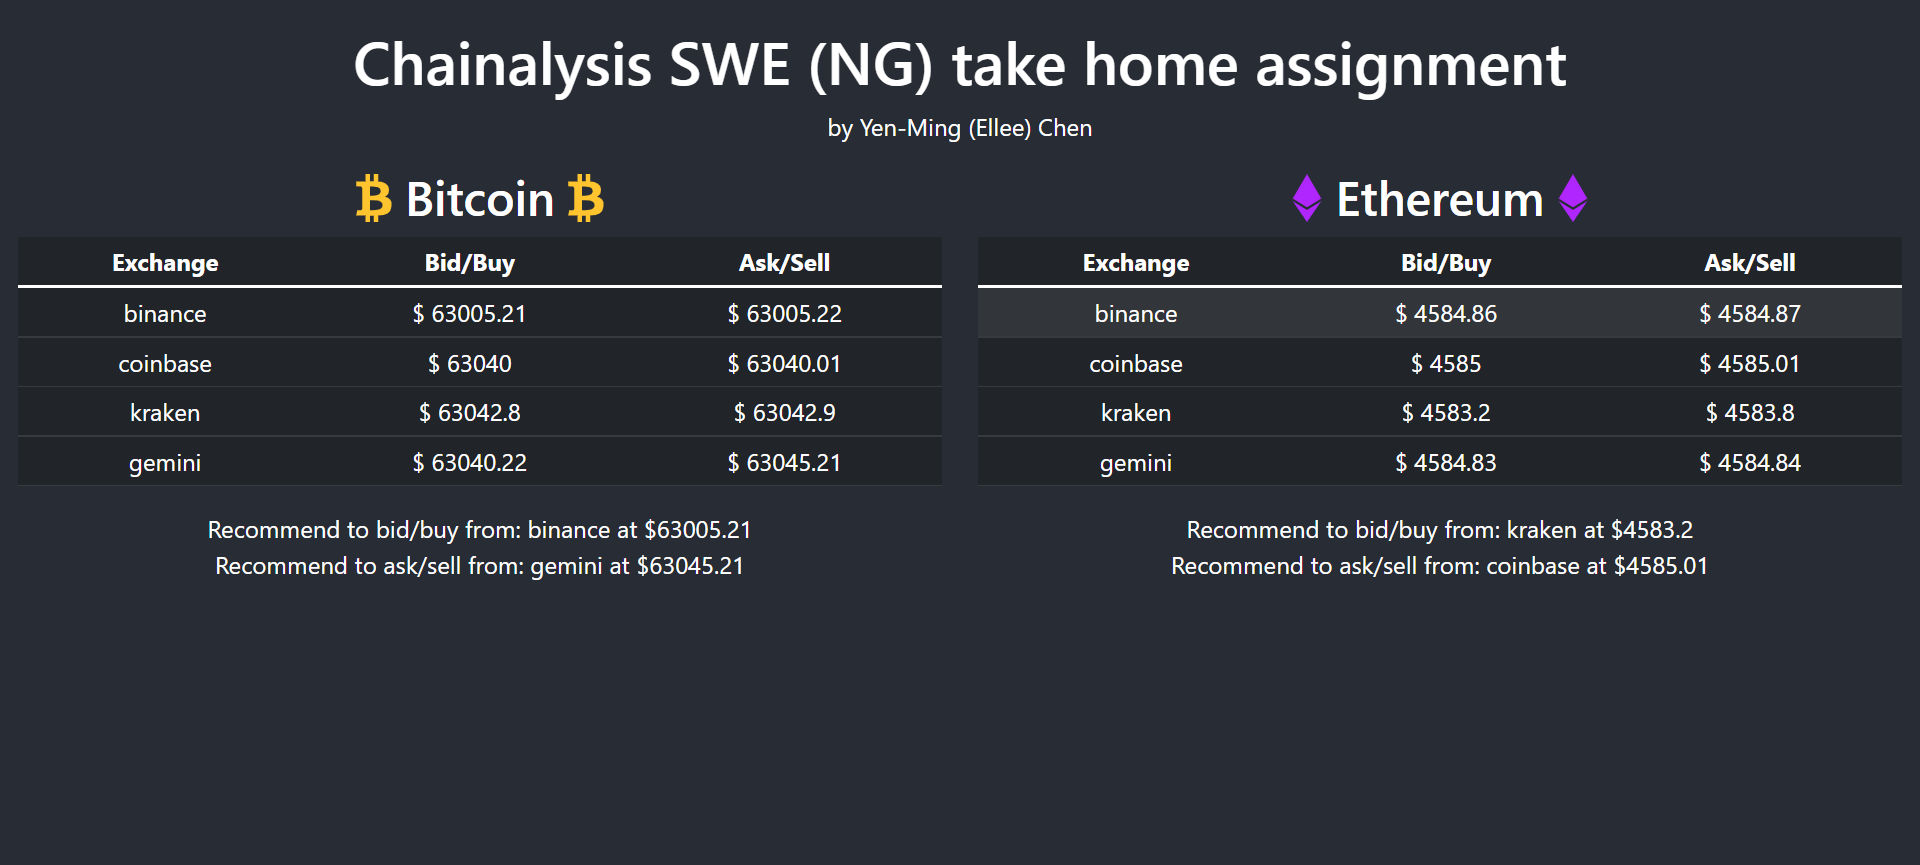 Chainalysis SWE (NG) take home assignment
by Yen-Ming (Ellee) Chen
Bitcoin
Exchange Bid/Buy Ask/Sell
binance $ 63005.21 $ 63005.22
coinbase $ 63040 $ 63040.01
kraken $ 63042.8 $ 63042.9
gemini $ 63040.22 $ 63045.21
Recommend to bid/buy from: binance at $63005.21
Recommend to ask/sell from: gemini at $63045.21
Ethereum
Exchange Bid/Buy Ask/Sell
binance $ 4584.86 $ 4584.87
coinbase $ 4585 $ 4585.01
kraken $ 4583.2 $ 4583.8
gemini $ 4584.83 $ 4584.84
Recommend to bid/buy from: kraken at $4583.2
Recommend to ask/sell from: coinbase at $4585.01